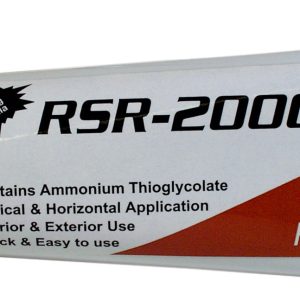 RSR-2000
tains Ammonium Thioglycolate
ical & Horizontal Application
rior & Exterior Use
ck & Easy to use